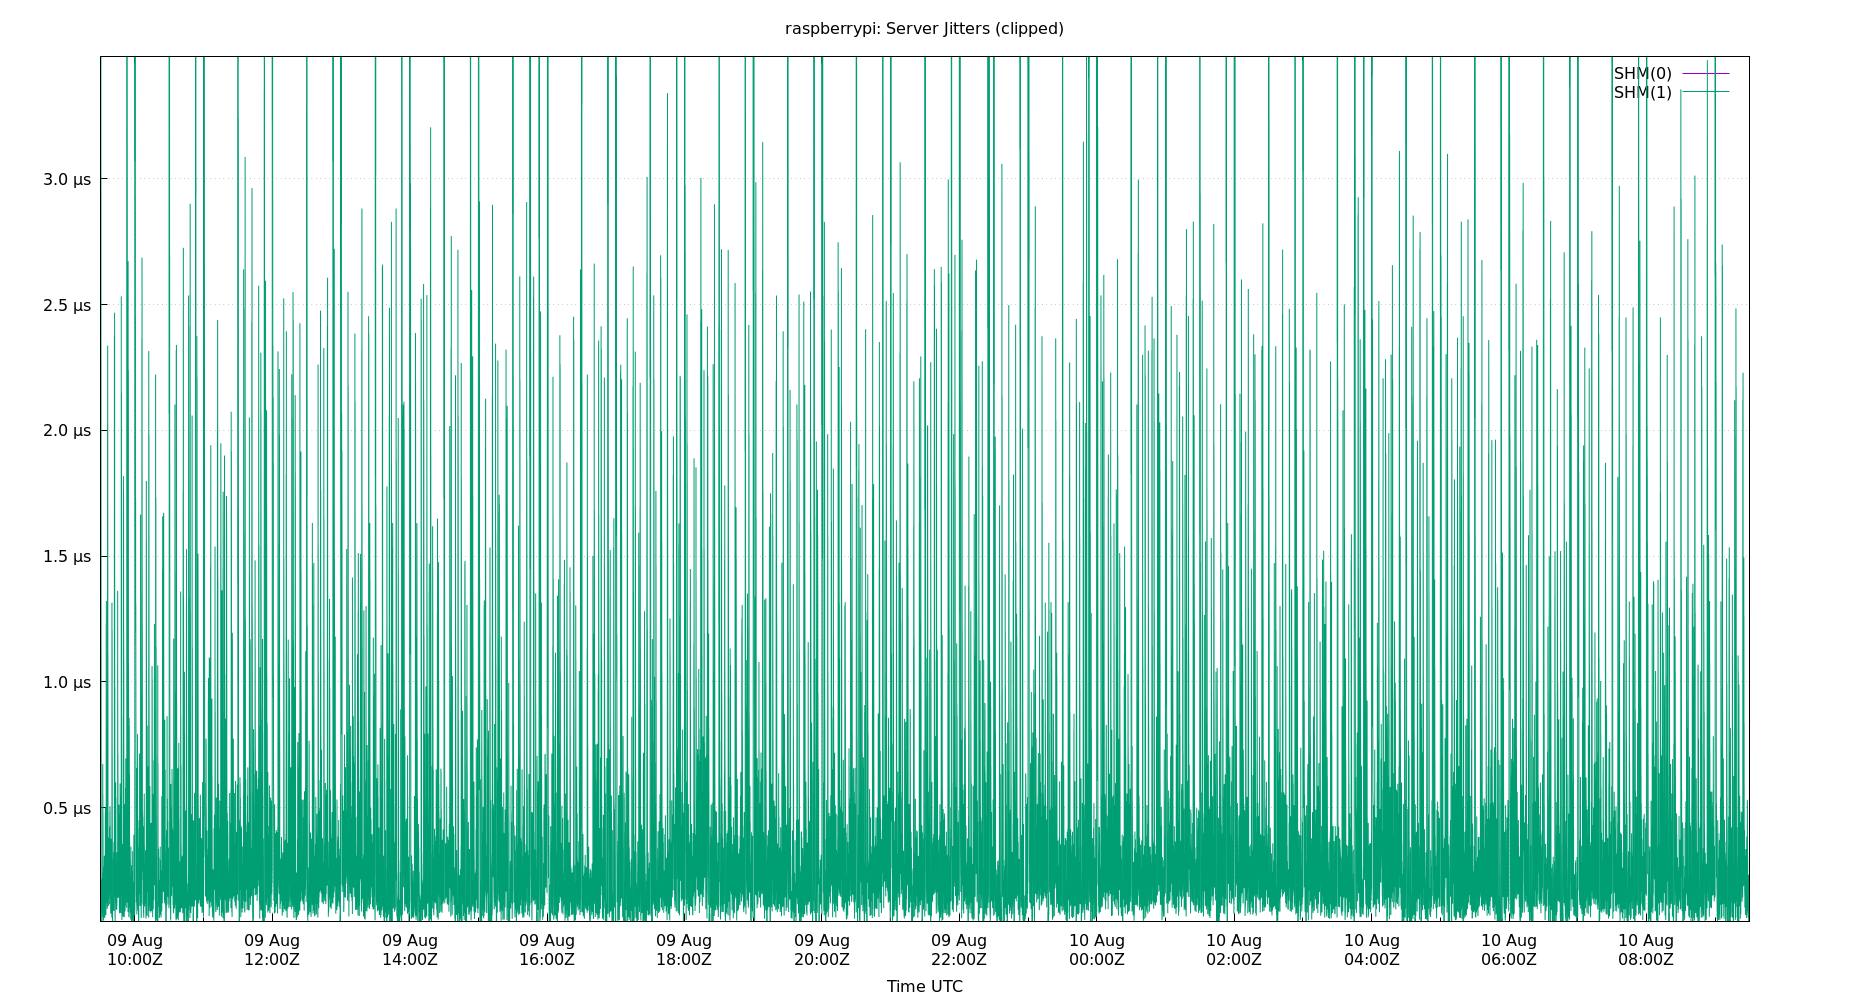 raspberrypi: Server Jitters (clipped)
SHM(0)
SHM(1)
3.0 µs
2.5 µs
2.0 µs
1.5 µs
1.0 µs
0.5 µs
09 Aug 09 Aug 09 Aug 09 Aug 09 Aug 09 Aug 09 Aug 10 Aug 10 Aug 10 Aug 10 Aug 10 Aug
10:00Z 12:00Z 14:00Z 16:00Z 18:00Z 20:00Z 22:00Z 00:00Z 02:00Z 04:00Z 06:00Z 08:00Z
Time UTC